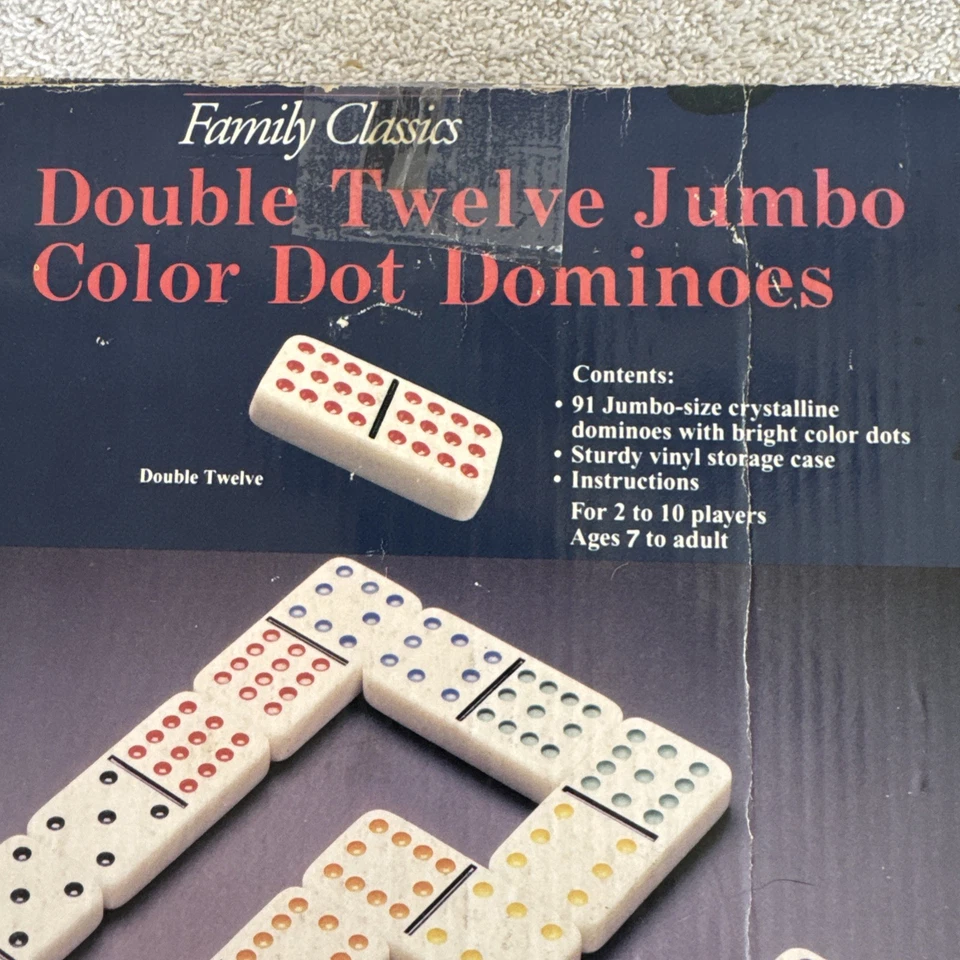 Family Classics
Double Twelve Jumbo
Color Dot Dominoes
Contents:
• 91 Jumbo-size crystalline
dominoes with bright color dots
• Sturdy vinyl storage case
• Instructions
For 2 to 10 players
Ages 7 to adult
Double Twelve